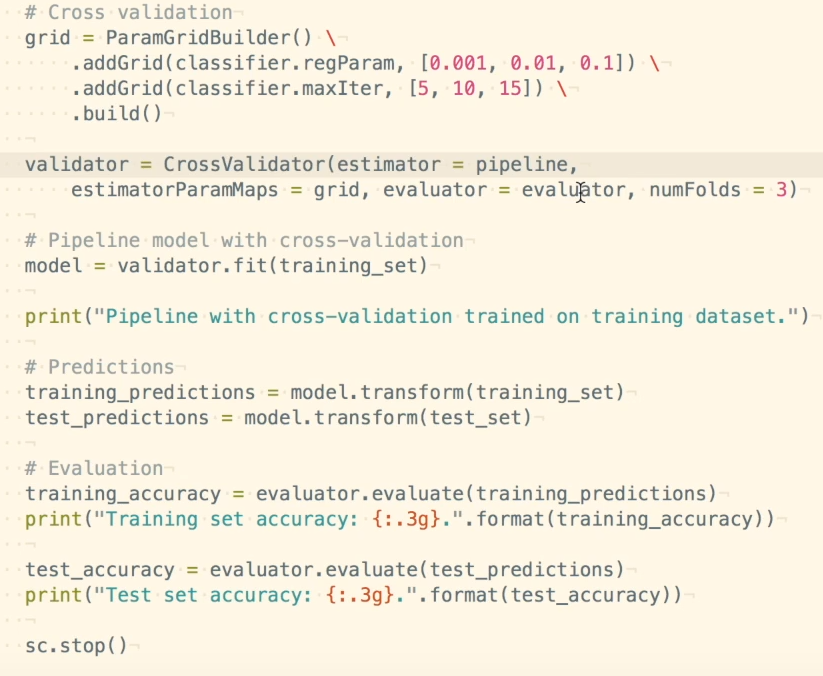 # Cross validation
grid = ParamGridBuilder() \
.addGrid(classifier.regParam, [0.001, 0.01, 0.1]) \
.addGrid(classifier.maxIter, [5, 10, 15]) \
.build()
validator = CrossValidator(estimator = pipeline,
estimatorParamMaps = grid, evaluator = evaluator, numFolds = 3)
# Pipeline model with cross-validation
model = validator.fit(training_set)
print("Pipeline with cross-validation trained on training dataset.")
# Predictions
training_predictions = model.transform(training_set)
test_predictions = model.transform(test_set)
# Evaluation
training_accuracy = evaluator.evaluate(training_predictions)
print("Training set accuracy: {:.3g}.".format(training_accuracy))
test_accuracy = evaluator.evaluate(test_predictions)
print("Test set accuracy: {:.3g}.".format(test_accuracy))
sc.stop()